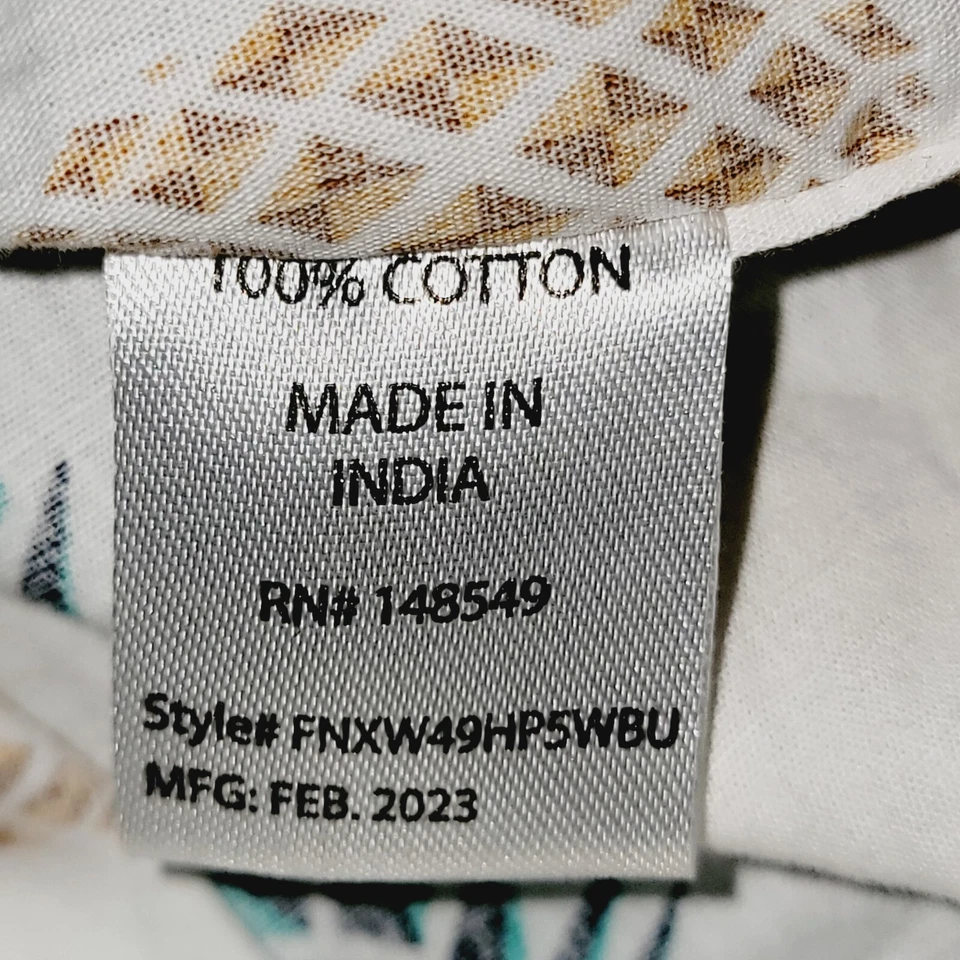 100% COTTON
MADE IN
INDIA
RN# 148549
Style# FNXW49HP5WBU
MFG: FEB. 2023